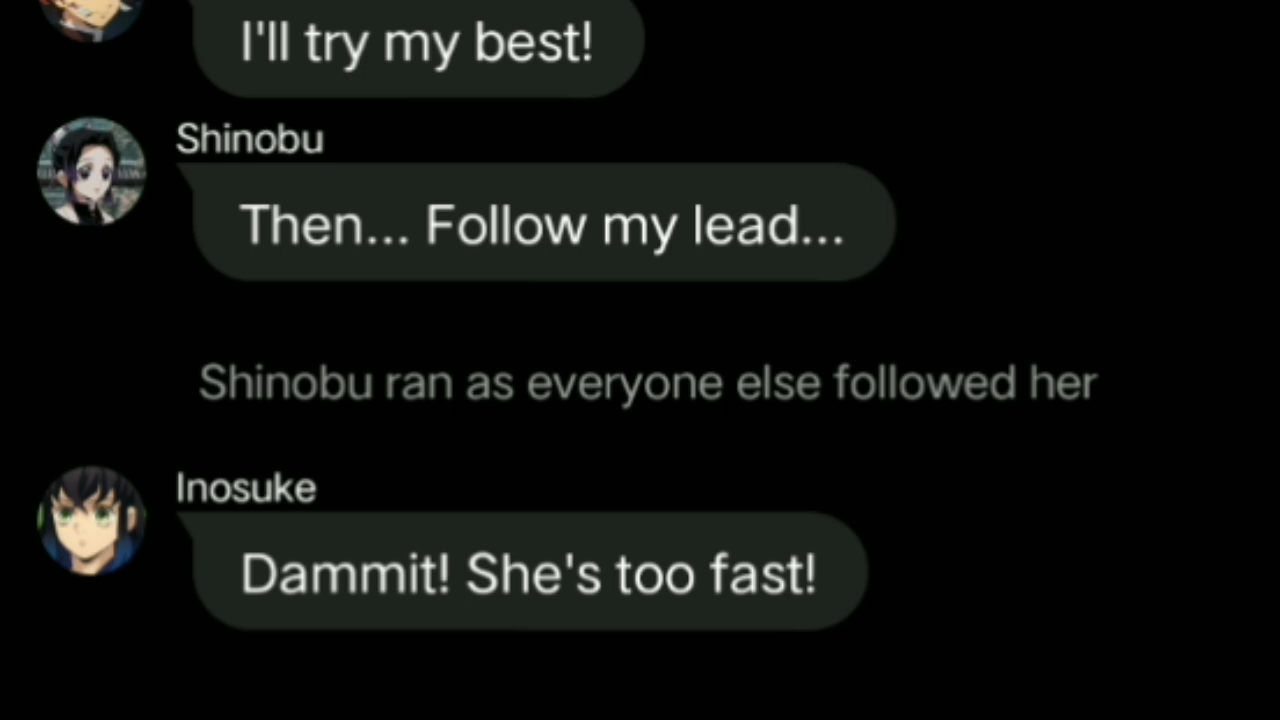 I'll try my best!
Shinobu
Then... Follow my lead...
Shinobu ran as everyone else followed her
Inosuke
Dammit! She's too fast!